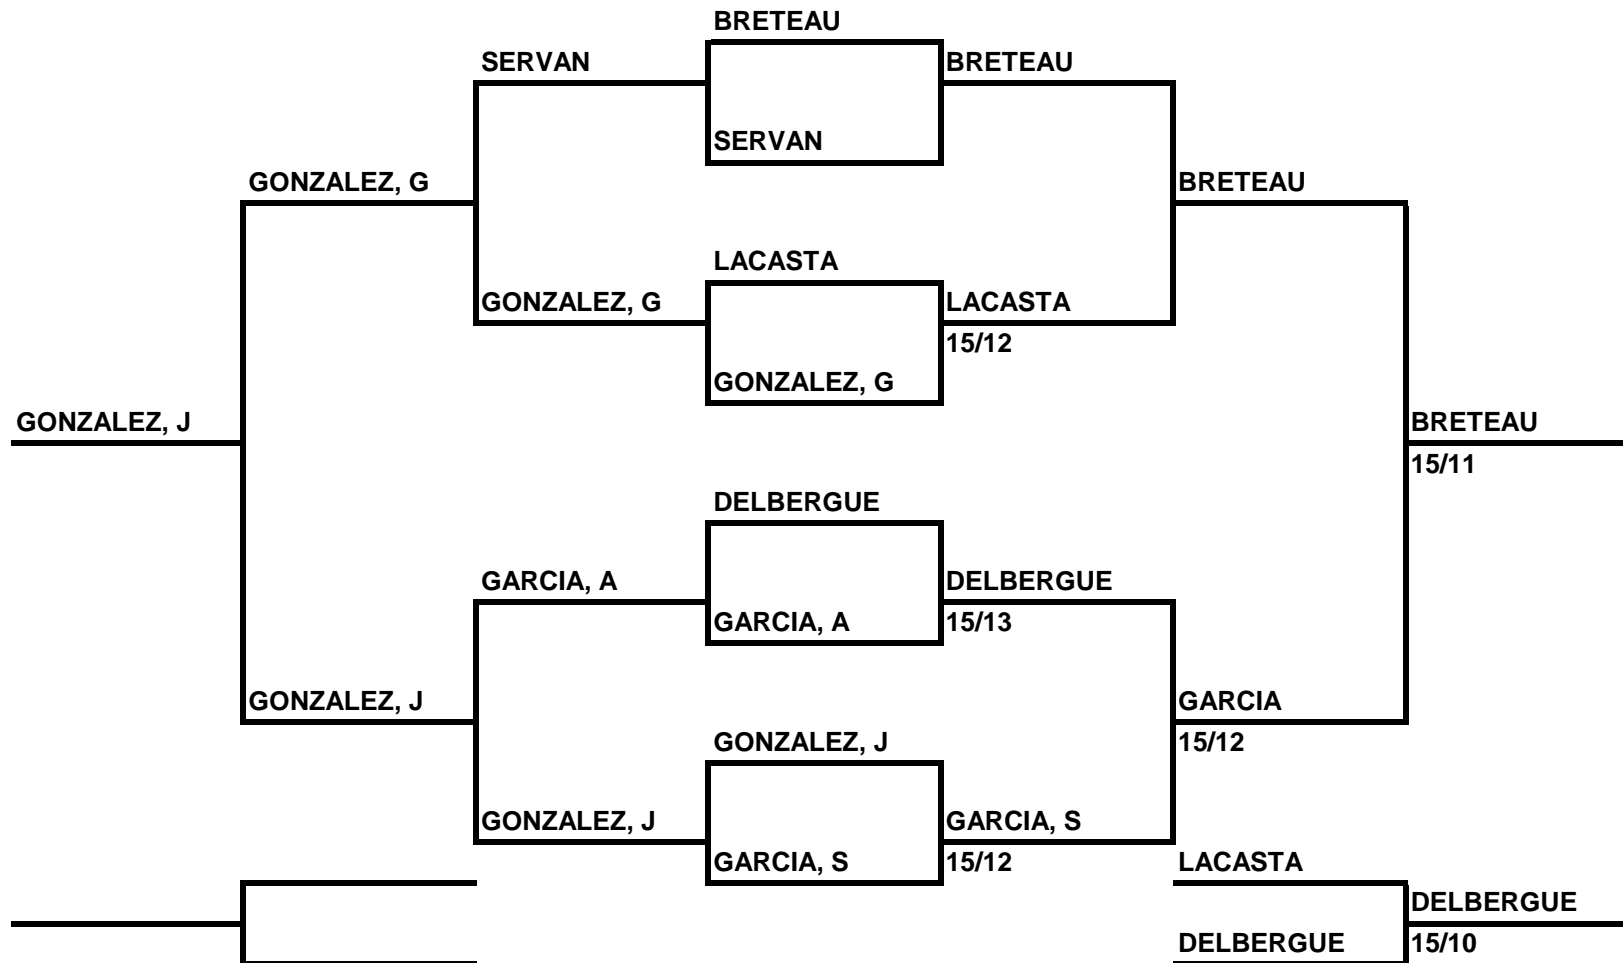 BRETEAU
SERVAN
BRETEAU
SERVAN
GONZALEZ, G
BRETEAU
LACASTA
GONZALEZ, G
LACASTA
15/12
GONZALEZ, G
GONZALEZ, J
BRETEAU
15/11
DELBERGUE
GARCIA, A
DELBERGUE
GARCIA, A
15/13
GONZALEZ, J
GARCIA
GONZALEZ, J
15/12
GONZALEZ, J
GARCIA, S
GARCIA, S
15/12
LACASTA
DELBERGUE
DELBERGUE
15/10